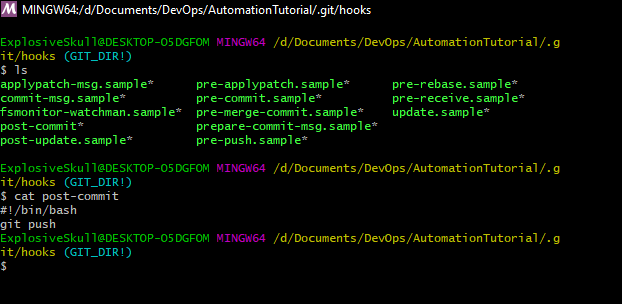 MINGW64:/d/Documents/DevOps/AutomationTutorial/.git/hooks
ExplosiveSkull@DESKTOP-O5DGFOM MINGW64 /d/Documents/DevOps/AutomationTutorial/.g
it/hooks (GIT_DIR!)
$ ls
applypatch-msg.sample* pre-applypatch.sample* pre-rebase.sample*
commit-msg.sample* pre-commit.sample* pre-receive.sample*
fsmonitor-watchman.sample* pre-merge-commit.sample* update.sample*
post-commit* prepare-commit-msg.sample*
post-update.sample* pre-push.sample*
ExplosiveSkull@DESKTOP-O5DGFOM MINGW64 /d/Documents/DevOps/AutomationTutorial/.g
it/hooks (GIT_DIR!)
$ cat post-commit
#!/bin/bash
git push
ExplosiveSkull@DESKTOP-O5DGFOM MINGW64 /d/Documents/DevOps/AutomationTutorial/.g
it/hooks (GIT_DIR!)
$